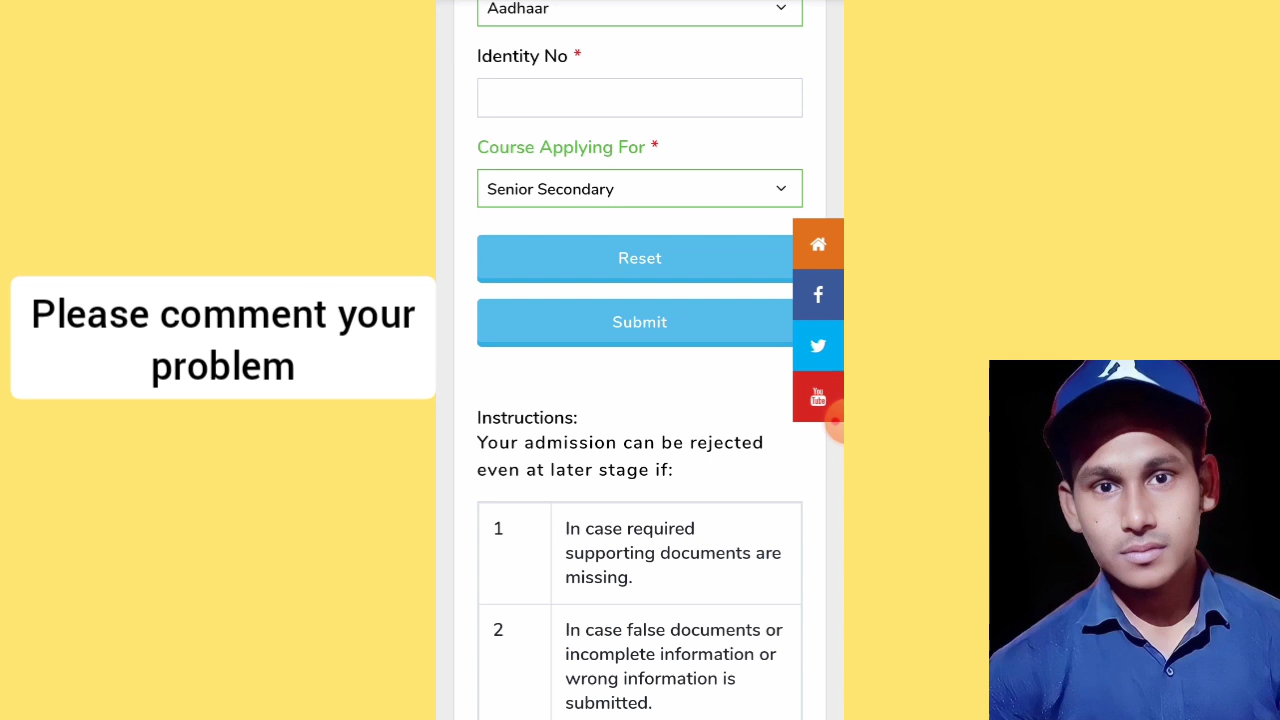 Aadhaar
Identity No *
Course Applying For *
Senior Secondary
Reset
Submit
You
Tube
Please comment your
problem
Instructions:
Your admission can be rejected
even at later stage if:
1
In case required
supporting documents are
missing.
2
In case false documents or
incomplete information or
wrong information is
submitted.